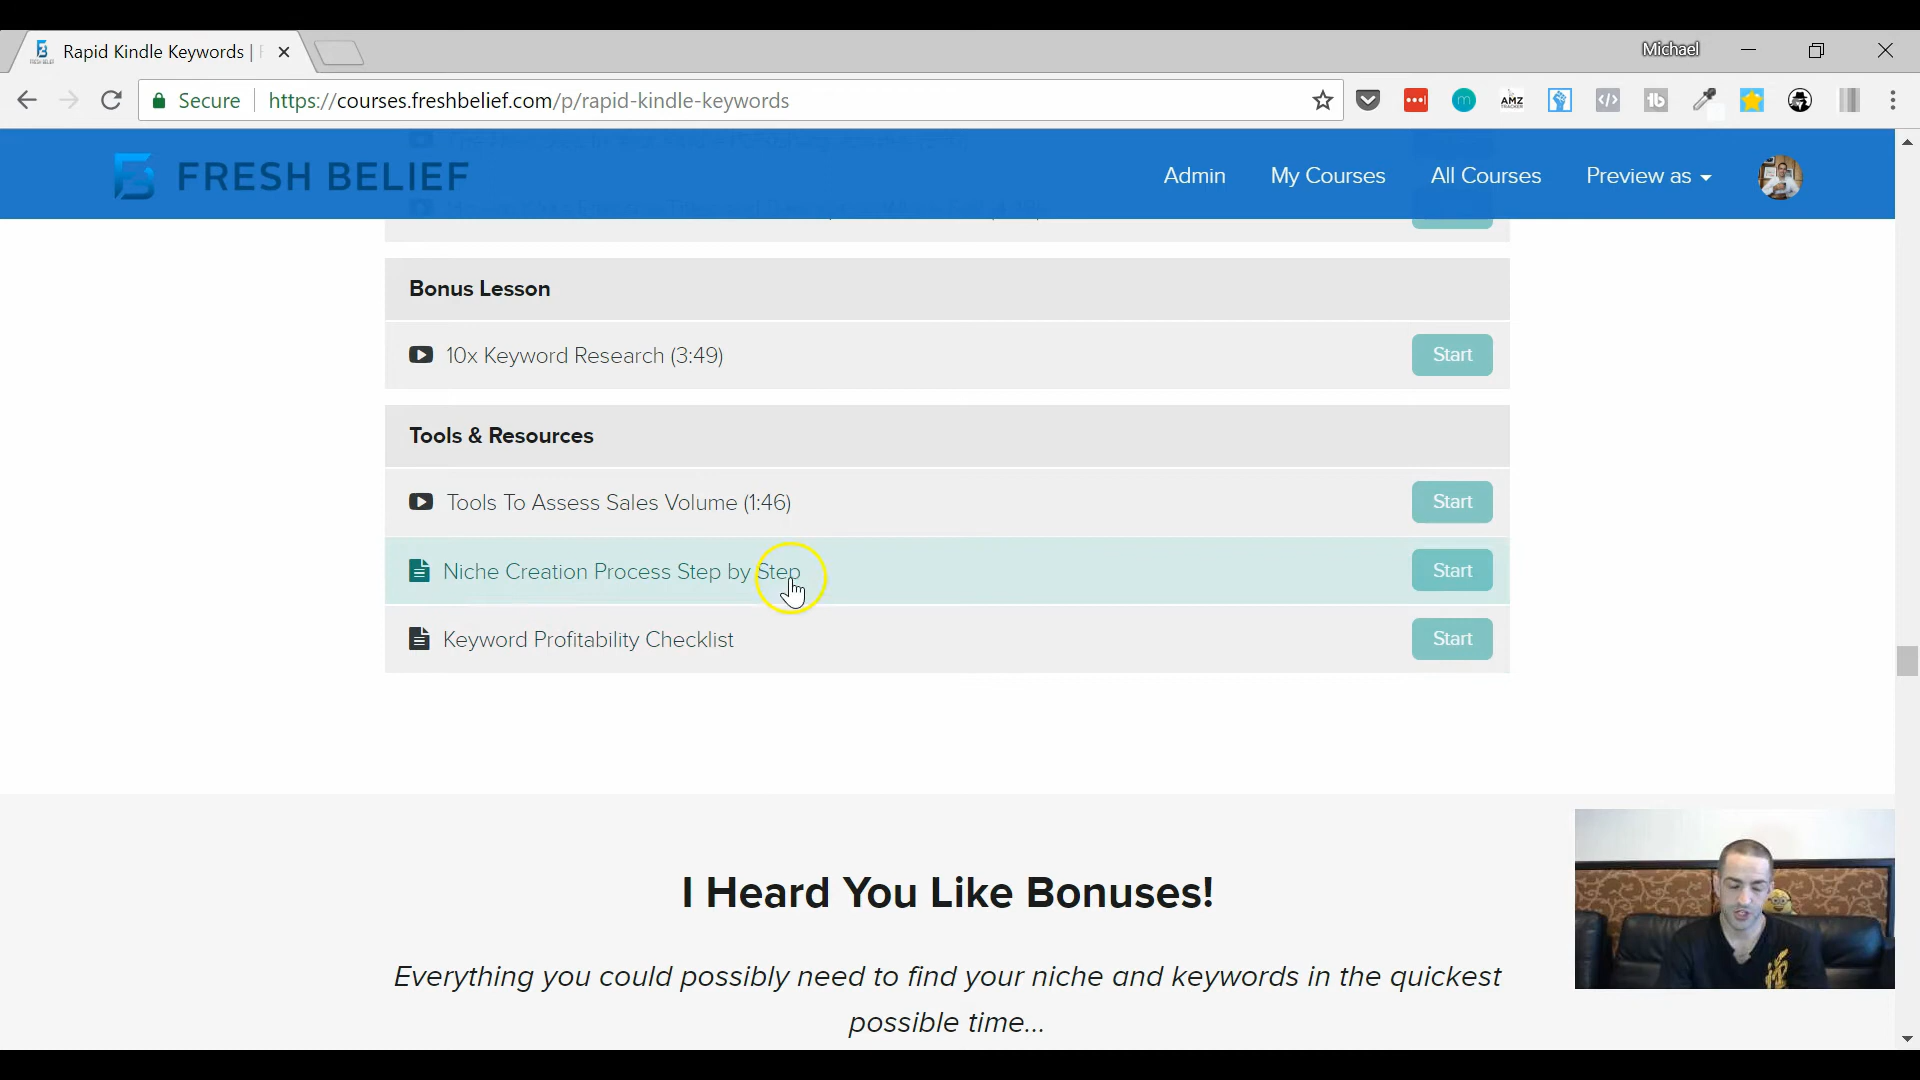 Rapid Kindle Keywords |
Michael
Secure
https://courses.freshbelief.com/p/rapid-kindle-keywords
AMZ
TRACKER
FRESH BELIEF
Admin
My Courses
All Courses
Preview as
Bonus Lesson
10x Keyword Research (3:49)
Start
Tools & Resources
Tools To Assess Sales Volume (1:46)
Start
Niche Creation Process Step by Step
Start
Keyword Profitability Checklist
Start
I Heard You Like Bonuses!
Everything you could possibly need to find your niche and keywords in the quickest
possible time...